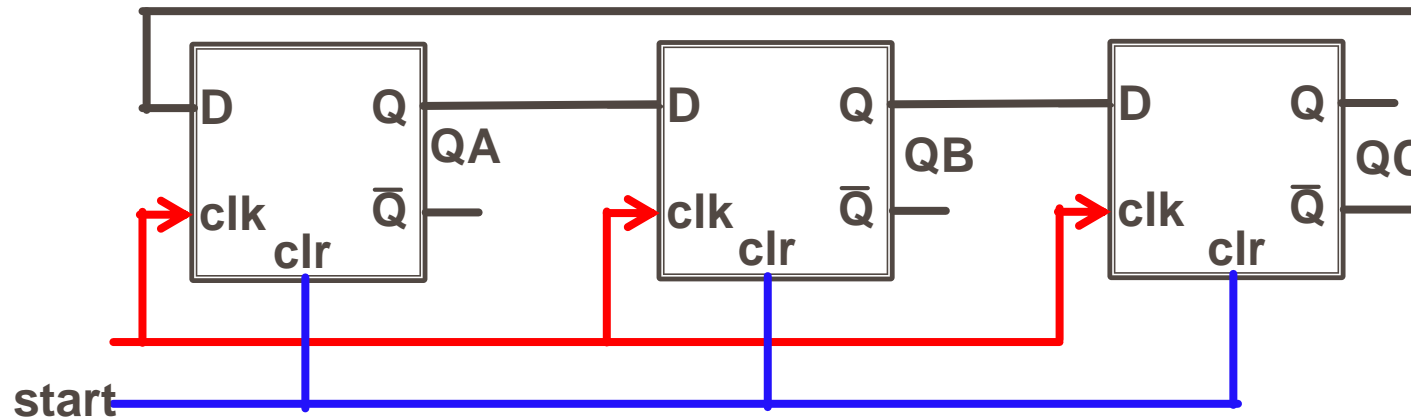 D Q D Q D Q
QA QB
clk Q̅ clk Q̅ clk Q̅
clr clr clr
start